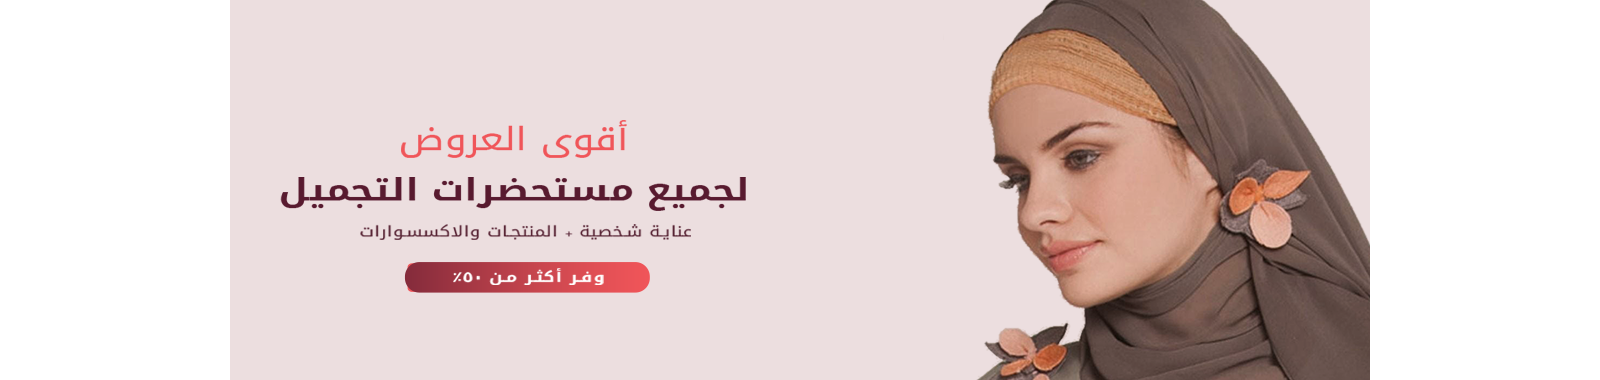 أقوى العروض
لجميع مستحضرات التجميل
عناية شخصية + المنتجات والاكسسوارات
وفر أكثر من ٥٠٪